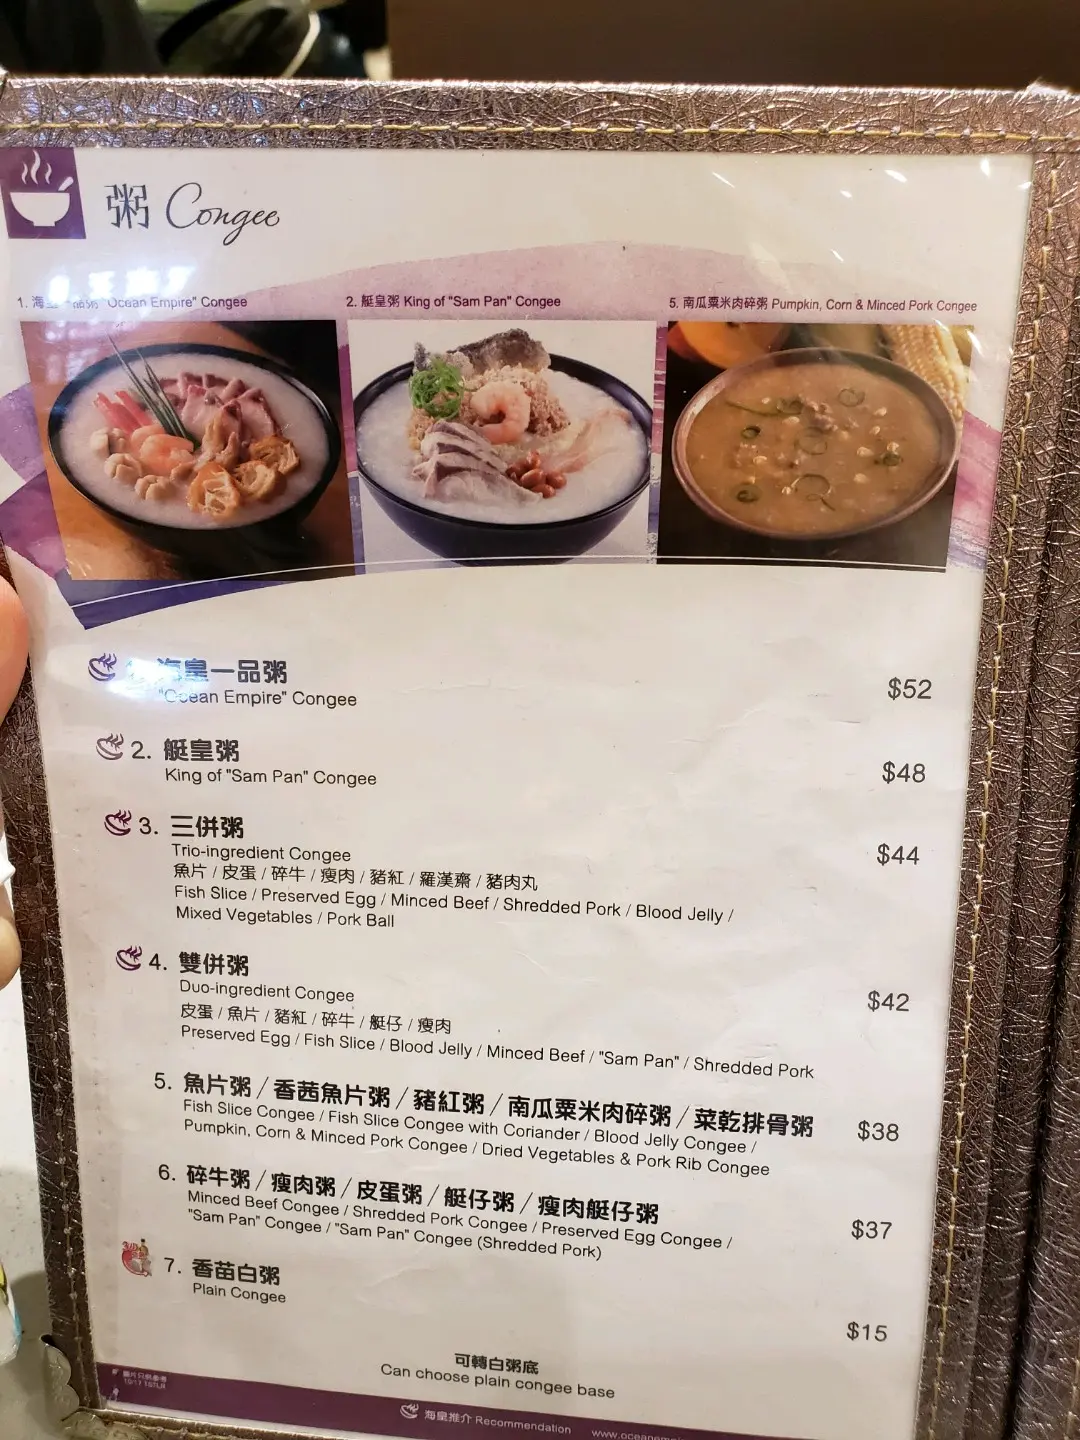 粥 Congee
1. 海 品粥 "Ocean Empire" Congee
2. 艇皇粥 King of "Sam Pan" Congee
5. 南瓜粟米肉碎粥 Pumpkin, Corn & Minced Pork Congee
海皇一品粥
"Ocean Empire" Congee
$52
2. 艇皇粥
King of "Sam Pan" Congee
$48
3. 三併粥
Trio-ingredient Congee
$44
魚片 / 皮蛋 / 碎牛 / 瘦肉 / 豬紅 / 羅漢齋 / 豬肉丸
Fish Slice / Preserved Egg / Minced Beef / Shredded Pork / Blood Jelly /
Mixed Vegetables / Pork Ball
4. 雙併粥
Duo-ingredient Congee
$42
皮蛋 / 魚片 / 豬紅 / 碎牛 / 艇仔 / 瘦肉
Preserved Egg / Fish Slice / Blood Jelly / Minced Beef / "Sam Pan" / Shredded Pork
5. 魚片粥 / 香茜魚片粥 / 豬紅粥 / 南瓜粟米肉碎粥 / 菜乾排骨粥
$38
Fish Slice Congee / Fish Slice Congee with Coriander / Blood Jelly Congee /
Pumpkin, Corn & Minced Pork Congee / Dried Vegetables & Pork Rib Congee
6. 碎牛粥 / 瘦肉粥 / 皮蛋粥 / 艇仔粥 / 瘦肉艇仔粥
Minced Beef Congee / Shredded Pork Congee / Preserved Egg Congee /
"Sam Pan" Congee / "Sam Pan" Congee (Shredded Pork)
$37
7. 香苗白粥
Plain Congee
$15
可轉白粥底
Can choose plain congee base
圖片只供參考
海皇推介 Recommendation